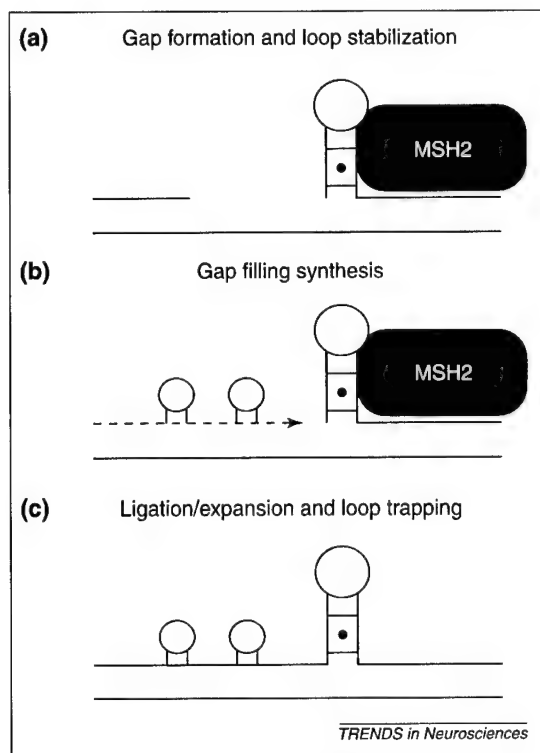 (a) Gap formation and loop stabilization
MSH2
(b) Gap filling synthesis
MSH2
(c) Ligation/expansion and loop trapping
TRENDS in Neurosciences